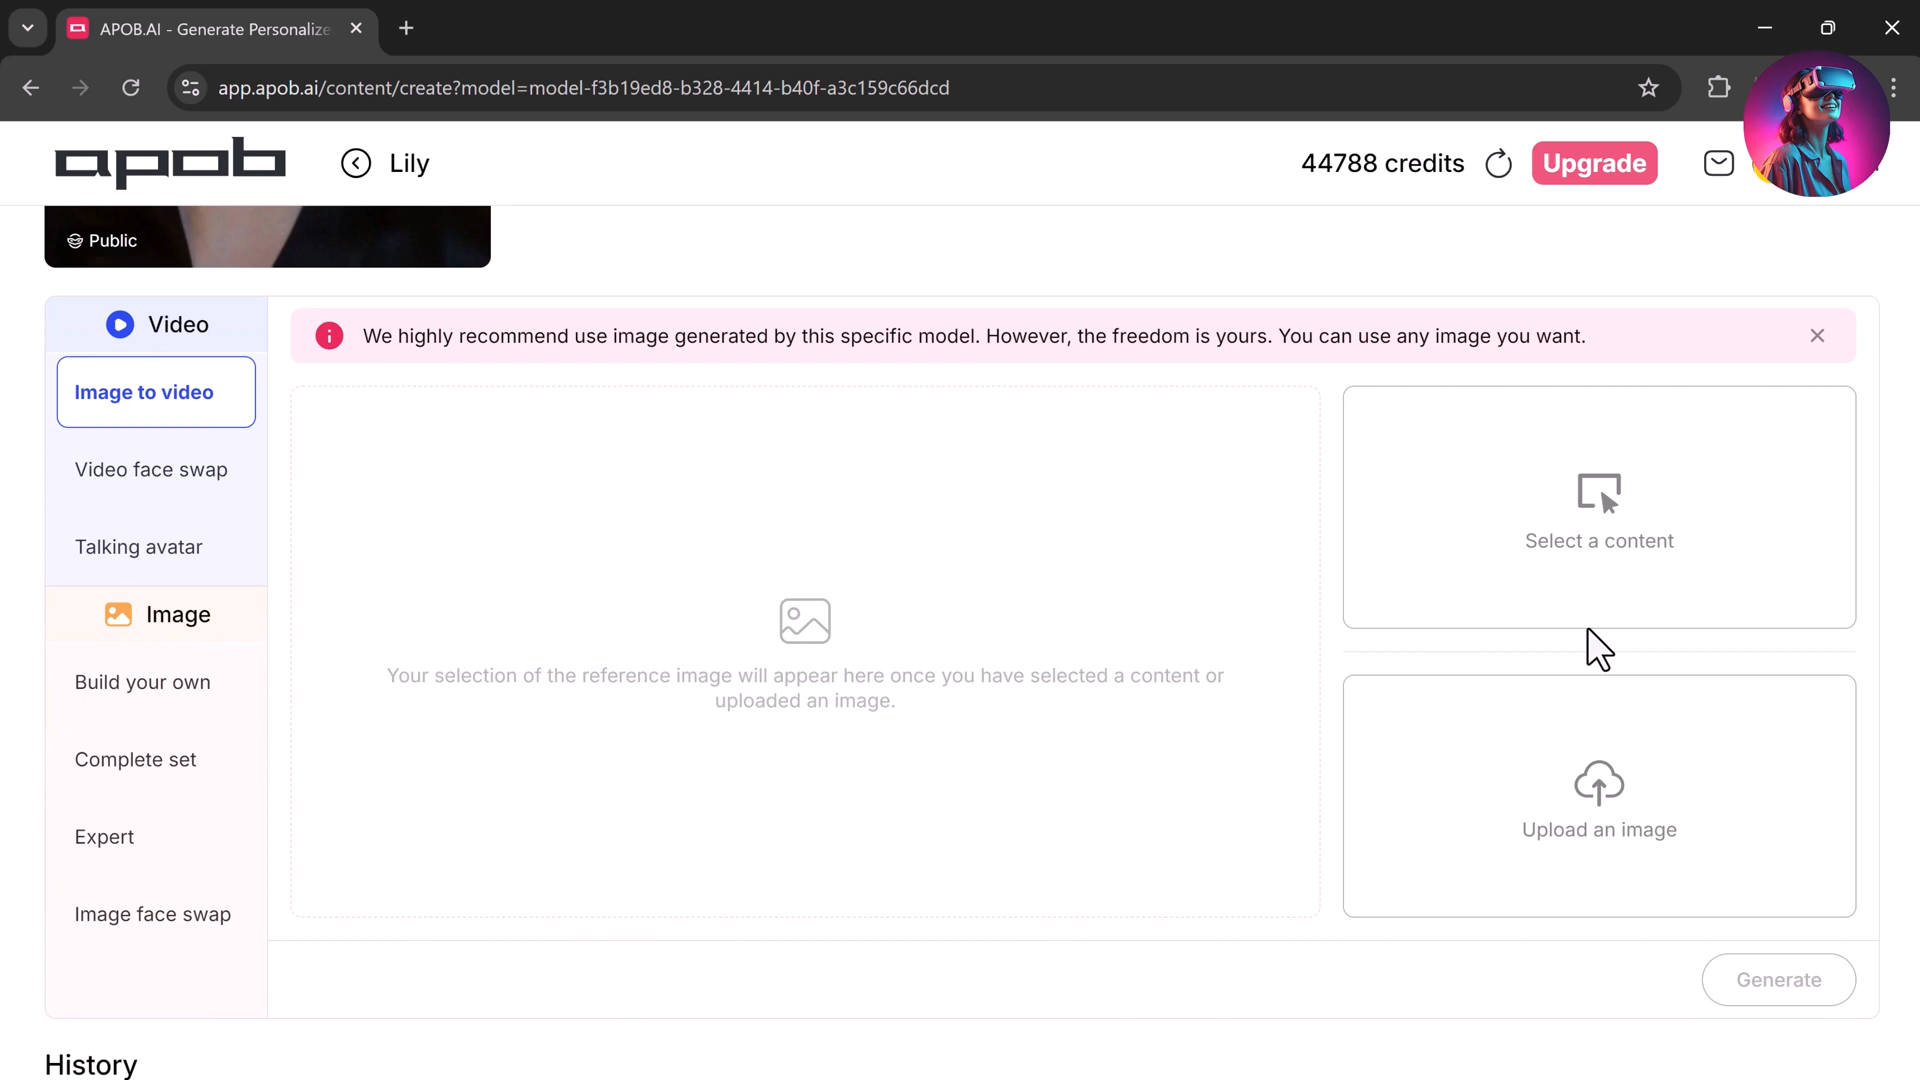 APOB.AI - Generate Personalize
app.apob.ai/content/create?model=model-f3b19ed8-b328-4414-b40f-a3c159c66dcd
apob
Lily
44788 credits
Upgrade
Public
Video
We highly recommend use image generated by this specific model. However, the freedom is yours. You can use any image you want.
Image to video
Video face swap
Talking avatar
Image
Build your own
Complete set
Expert
Image face swap
Your selection of the reference image will appear here once you have selected a content or
uploaded an image.
Select a content
Upload an image
Generate
History